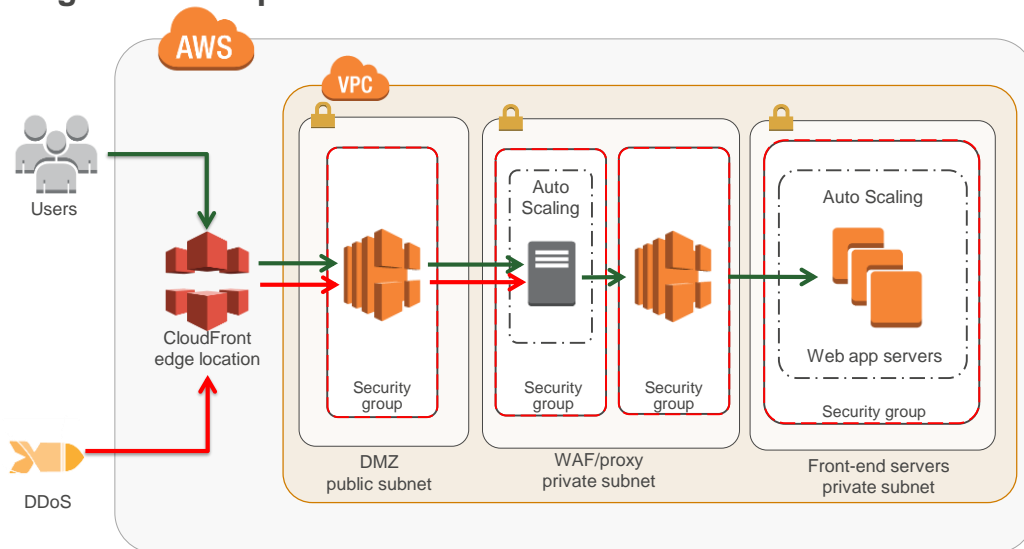 AWS
VPC
Users
Auto
Scaling
Auto Scaling
CloudFront
edge location
Web app servers
Security
group
Security
group
Security
group
Security group
DMZ
public subnet
WAF/proxy
private subnet
Front-end servers
private subnet
DDoS